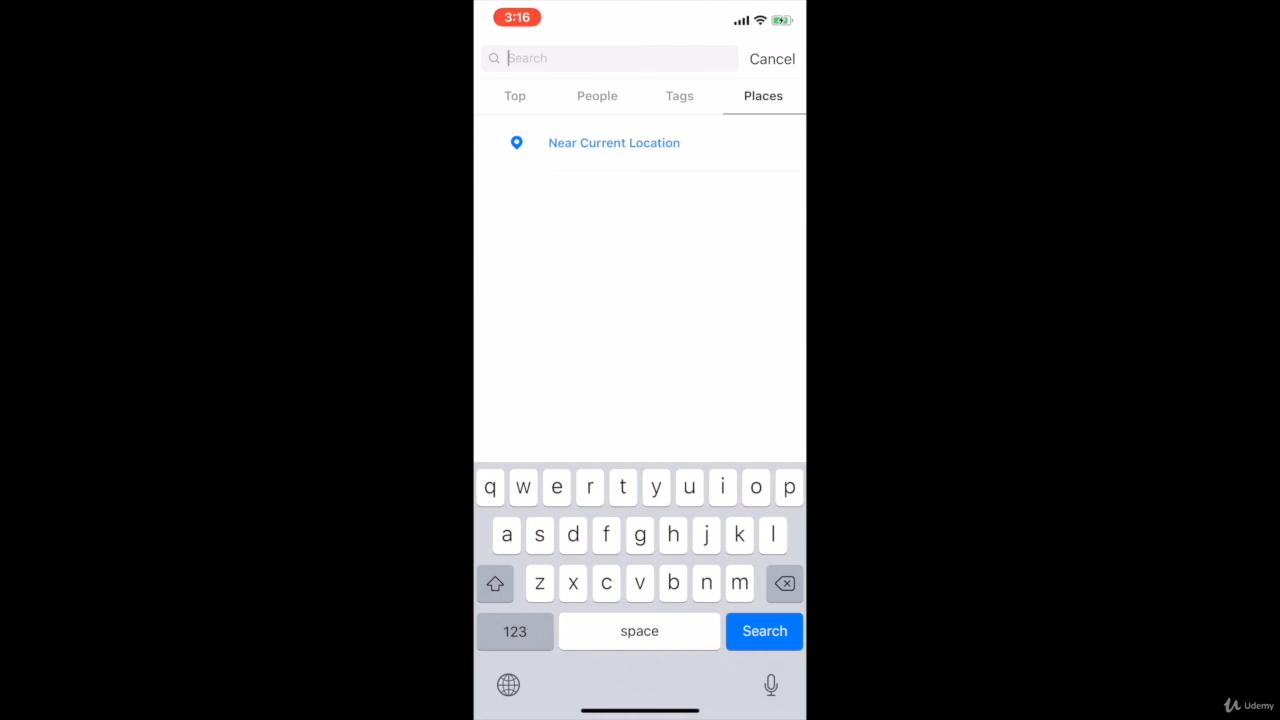 3:16
Search
Cancel
Top People Tags Places
Near Current Location
q w e r t y u i o p
a s d f g h j k l
z x c v b n m
123 space Search
Udemy